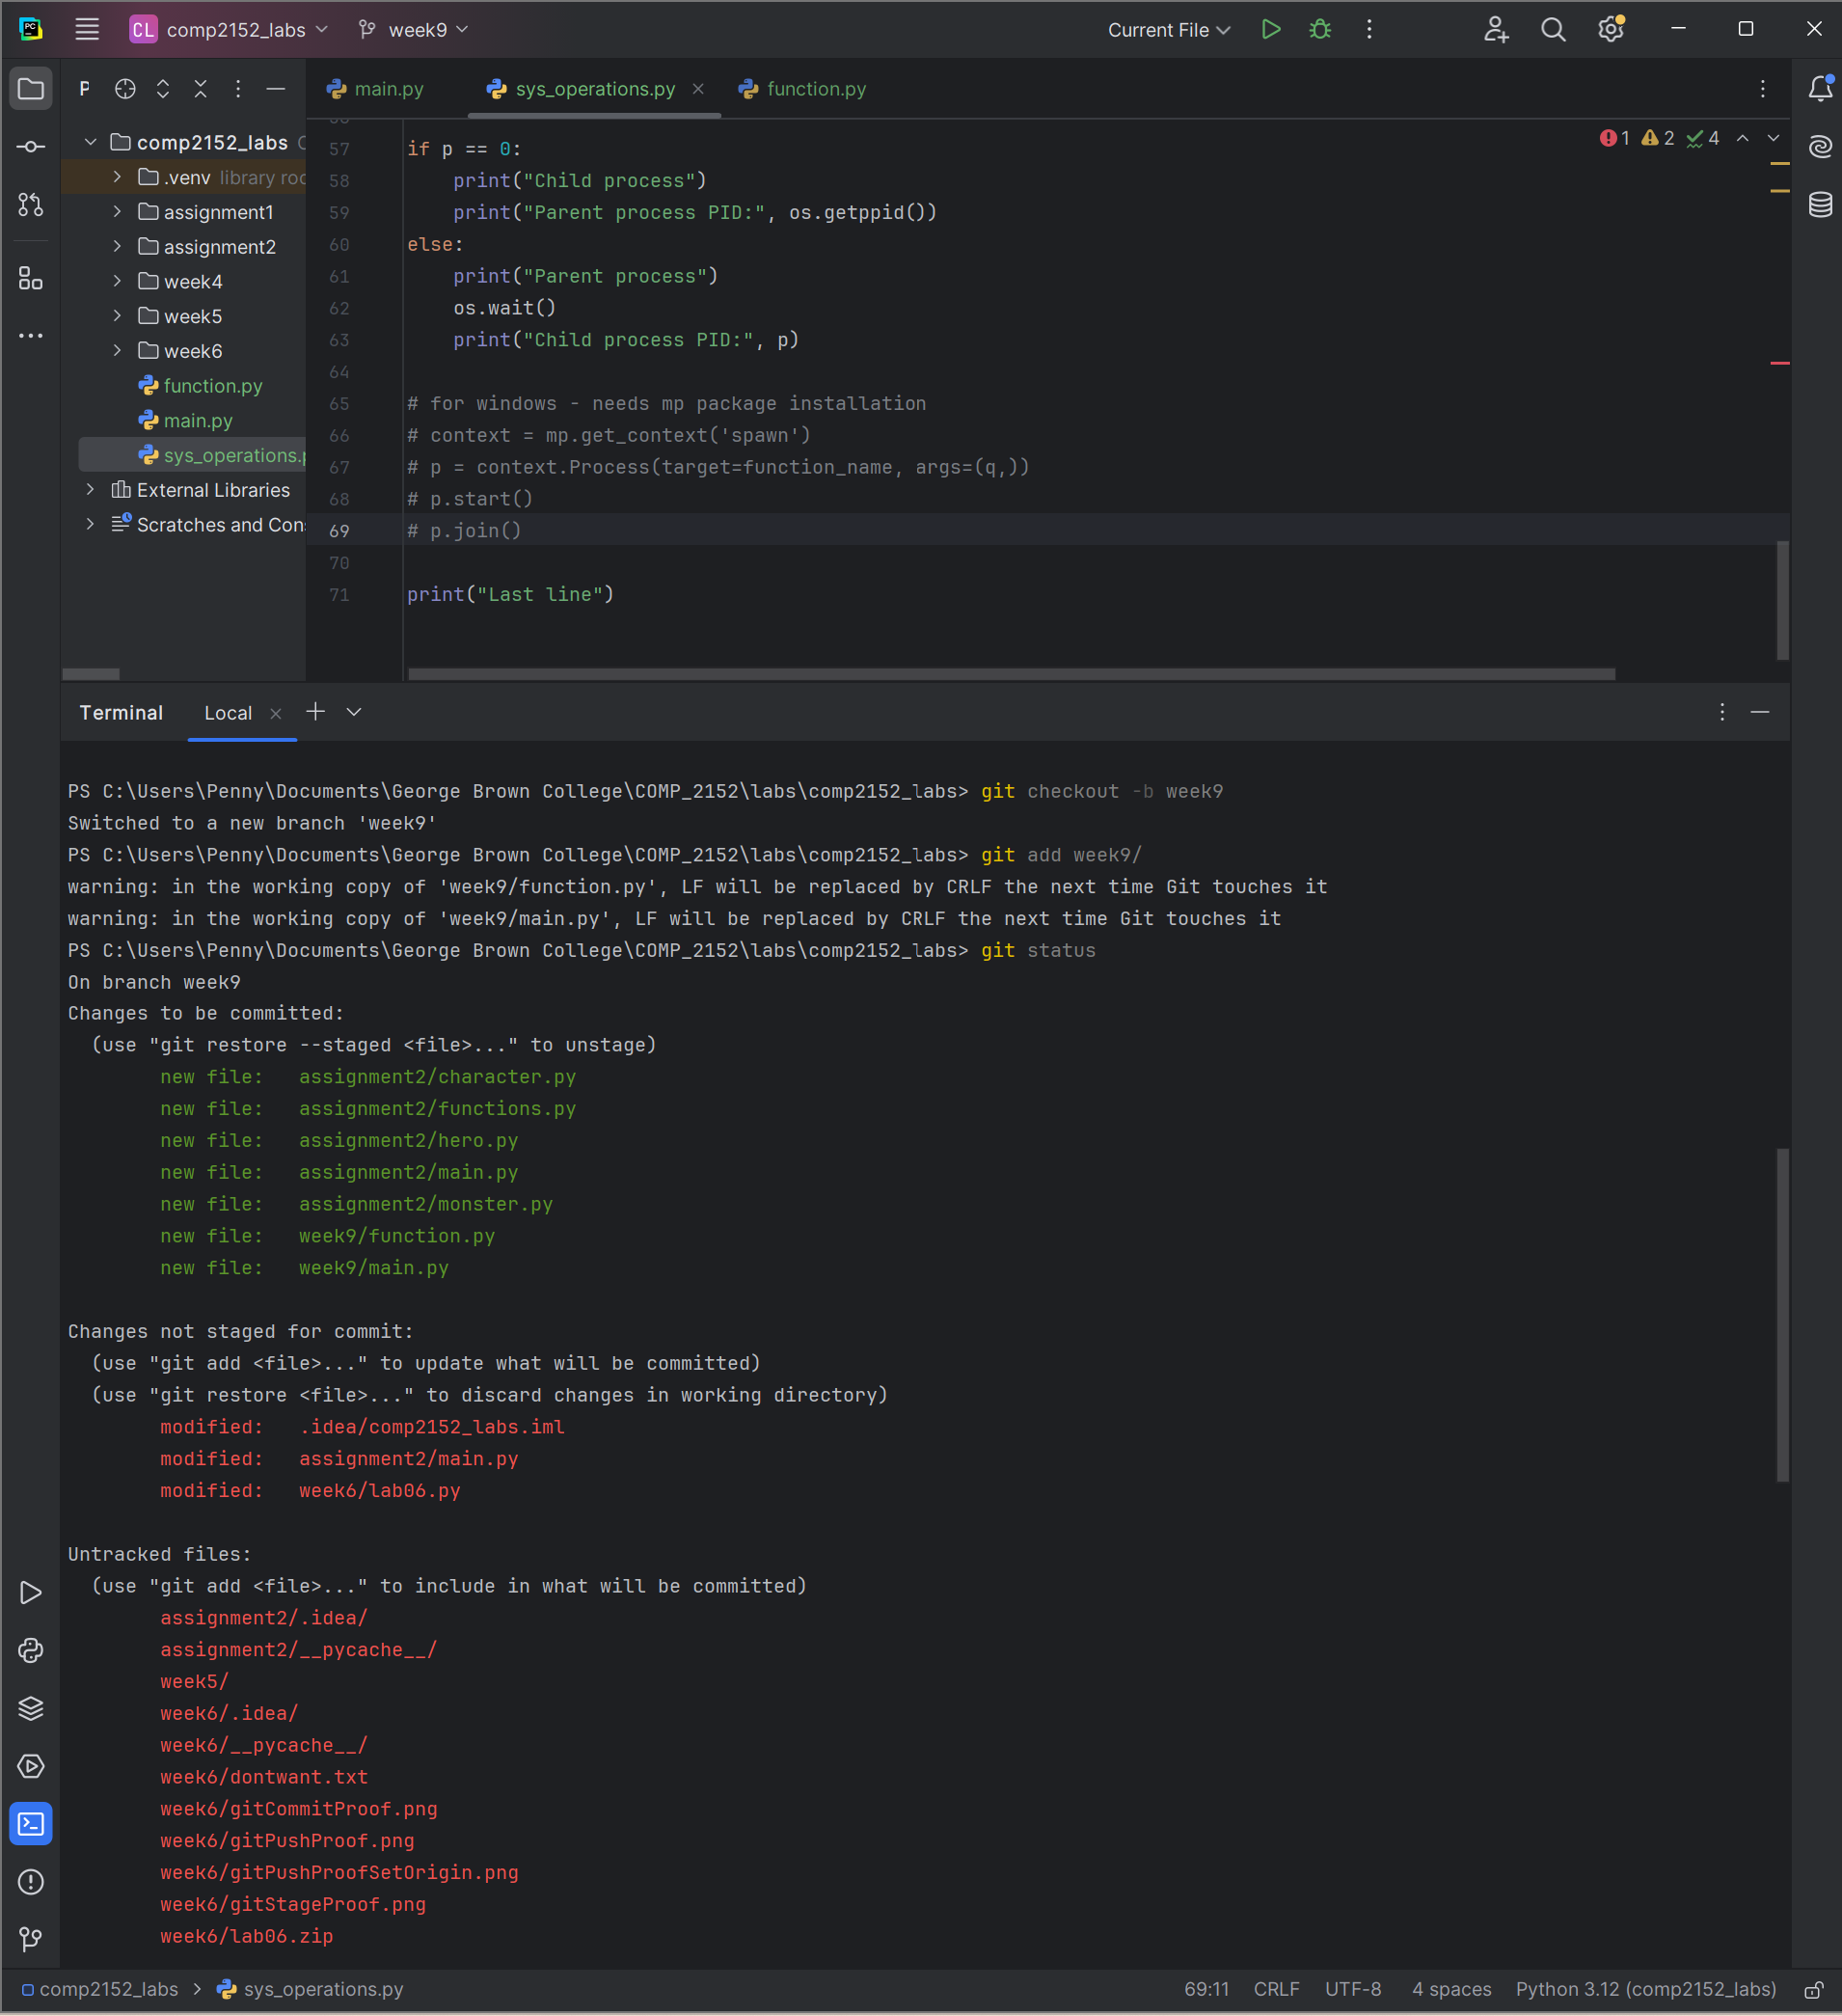 PC
CL comp2152_labs week9 Current File
P
main.py sys_operations.py function.py
comp2152_labs
.venv library
assignment1
assignment2
week4
week5
week6
function.py
main.py
sys_operations.
External Libraries
Scratches and
1 2 4
57 if p == 0:
58 print("Child process")
59 print("Parent process PID:", os.getppid())
60 else:
61 print("Parent process")
62 os.wait()
63 print("Child process PID:", p)
64
65 # for windows - needs mp package installation
66 # context = mp.get_context('spawn')
67 # p = context.Process(target=function_name, args=(q,))
68 # p.start()
69 # p.join()
70
71 print("Last line")
Terminal Local
PS C:\Users\Penny\Documents\George Brown College\COMP_2152\labs\comp2152_labs> git checkout -b week9
Switched to a new branch 'week9'
PS C:\Users\Penny\Documents\George Brown College\COMP_2152\labs\comp2152_labs> git add week9/
warning: in the working copy of 'week9/function.py', LF will be replaced by CRLF the next time Git touches it
warning: in the working copy of 'week9/main.py', LF will be replaced by CRLF the next time Git touches it
PS C:\Users\Penny\Documents\George Brown College\COMP_2152\labs\comp2152_labs> git status
On branch week9
Changes to be committed:
(use "git restore --staged <file>..." to unstage)
new file: assignment2/character.py
new file: assignment2/functions.py
new file: assignment2/hero.py
new file: assignment2/main.py
new file: assignment2/monster.py
new file: week9/function.py
new file: week9/main.py
Changes not staged for commit:
(use "git add <file>..." to update what will be committed)
(use "git restore <file>..." to discard changes in working directory)
modified: .idea/comp2152_labs.iml
modified: assignment2/main.py
modified: week6/lab06.py
Untracked files:
(use "git add <file>..." to include in what will be committed)
assignment2/.idea/
assignment2/__pycache__/
week5/
week6/.idea/
week6/__pycache__/
week6/dontwant.txt
week6/gitCommitProof.png
week6/gitPushProof.png
week6/gitPushProofSetOrigin.png
week6/gitStageProof.png
week6/lab06.zip
comp2152_labs > sys_operations.py 69:11 CRLF UTF-8 4 spaces Python 3.12 (comp2152_labs)